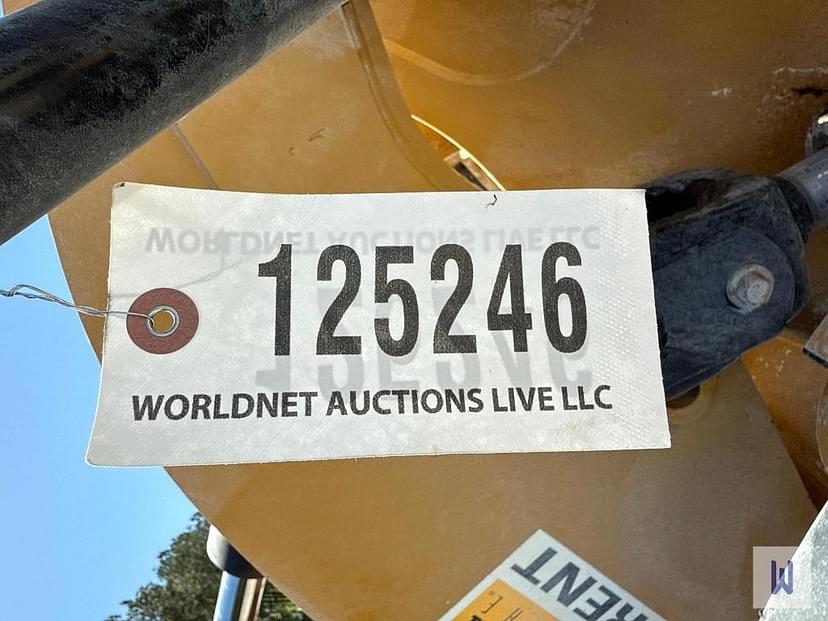 125246
WORLDNET AUCTIONS LIVE LLC
RENT
W